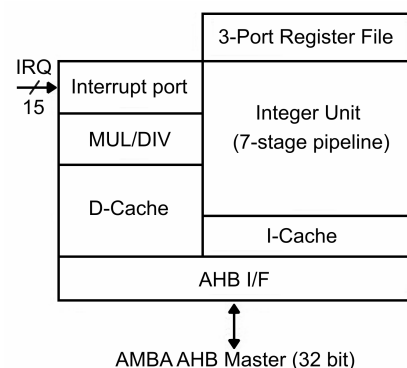 3-Port Register File
IRQ
15
Interrupt port
MUL/DIV
D-Cache
Integer Unit
(7-stage pipeline)
I-Cache
AHB I/F
AMBA AHB Master (32 bit)